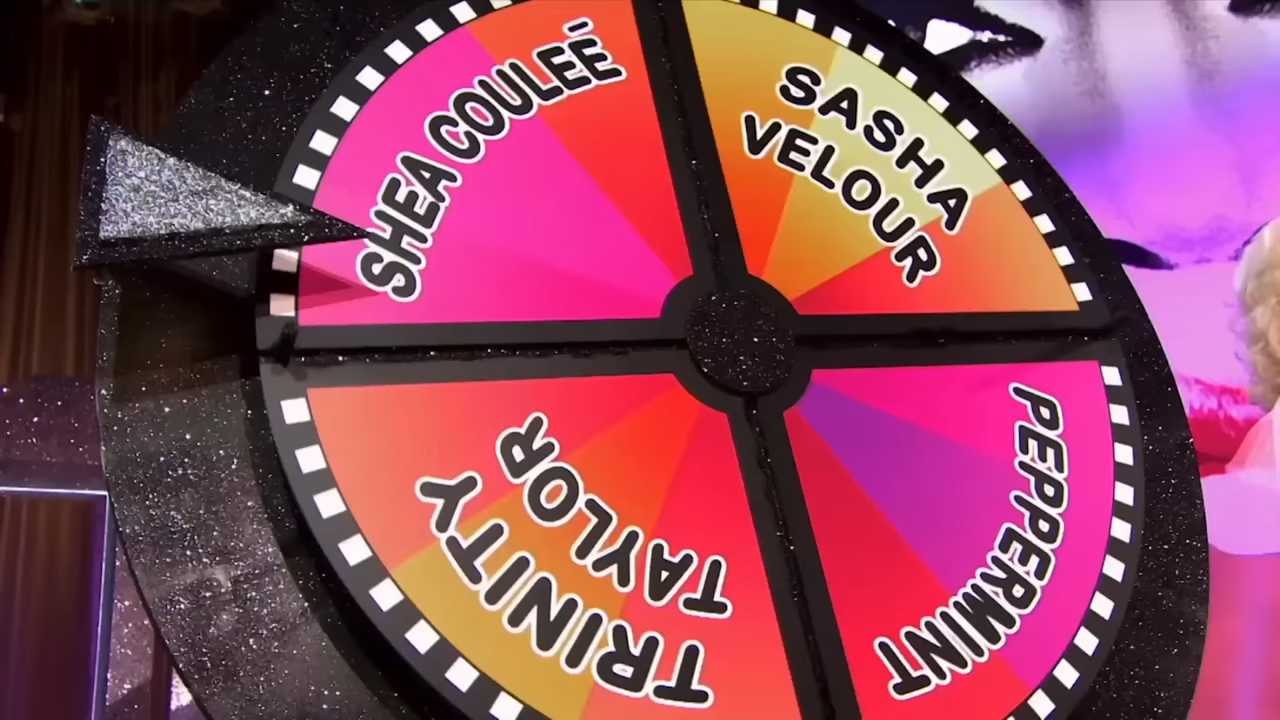 SHEA COULEÉ
SASHA
VELOUR
TRINITY
TAYLOR
PEPPERMINT